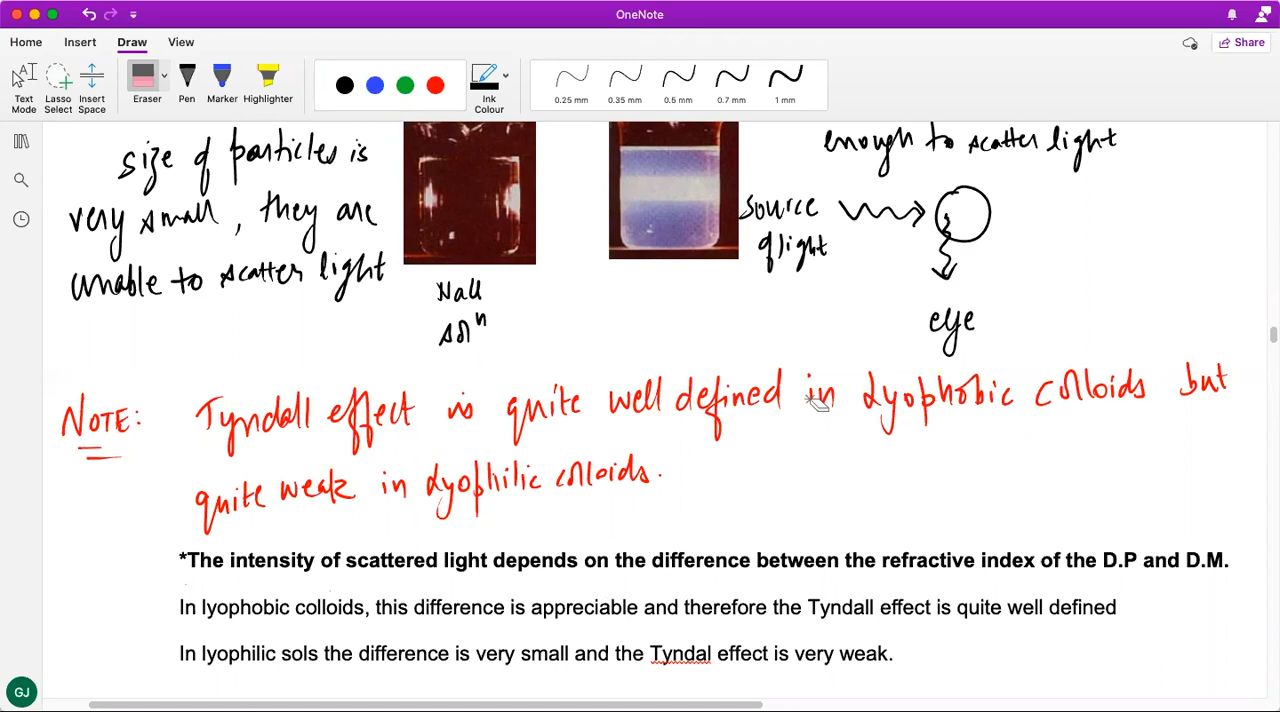 OneNote
Home Insert Draw View
Share
Text Mode
Lasso Select
Insert Space
Eraser
Pen
Marker
Highlighter
Ink Colour
0.25 mm
0.35 mm
0.5 mm
0.7 mm
1 mm
size of particles is
very small, they are
unable to scatter light
NaCl
solⁿ
enough to scatter light
source
of light
eye
NOTE: Tyndall effect is quite well defined in Lyophobic colloids but
quite weak in Lyophilic colloids.
*The intensity of scattered light depends on the difference between the refractive index of the D.P and D.M.
In lyophobic colloids, this difference is appreciable and therefore the Tyndall effect is quite well defined
In lyophilic sols the difference is very small and the Tyndal effect is very weak.
GJ